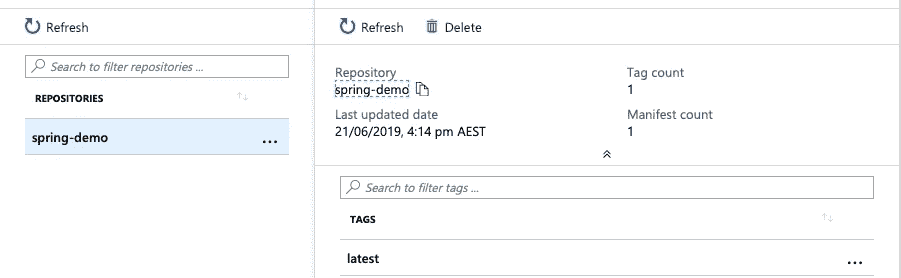 Refresh
Search to filter repositories ...
REPOSITORIES
spring-demo
...
Refresh Delete
Repository
spring-demo
Tag count
1
Last updated date
21/06/2019, 4:14 pm AEST
Manifest count
1
Search to filter tags ...
TAGS
latest
...